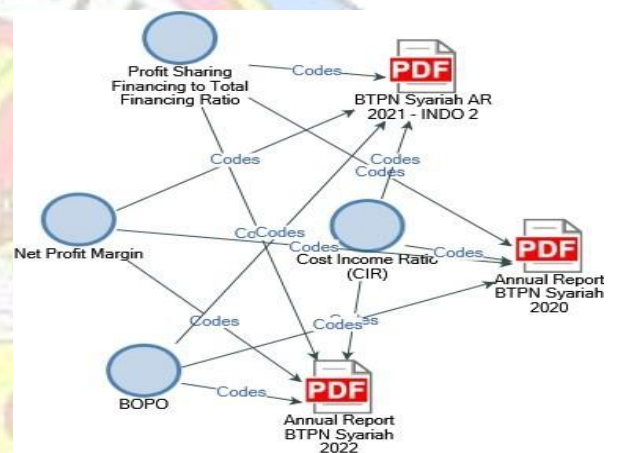 Profit Sharing
Financing to Total
Financing Ratio
Codes
PDF
BTPN Syariah AR
2021 - INDO 2
Codes
Codes
Codes
Net Profit Margin
Codes
Codes
Codes
Cost Income Ratio
(CIR)
PDF
Annual Report
BTPN Syariah
2020
Codes
Codes
BOPO
Codes
PDF
Annual Report
BTPN Syariah
2022